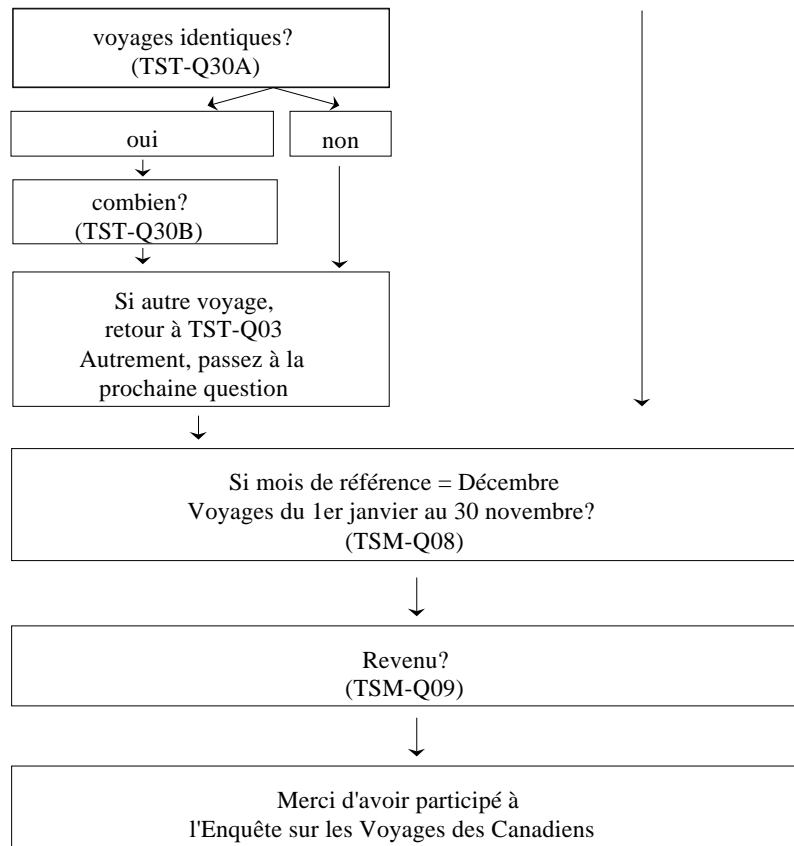 voyages identiques?
(TST-Q30A)
oui
non
combien?
(TST-Q30B)
Si autre voyage,
retour à TST-Q03
Autrement, passez à la
prochaine question
Si mois de référence = Décembre
Voyages du 1er janvier au 30 novembre?
(TSM-Q08)
Revenu?
(TSM-Q09)
Merci d'avoir participé à
l'Enquête sur les Voyages des Canadiens